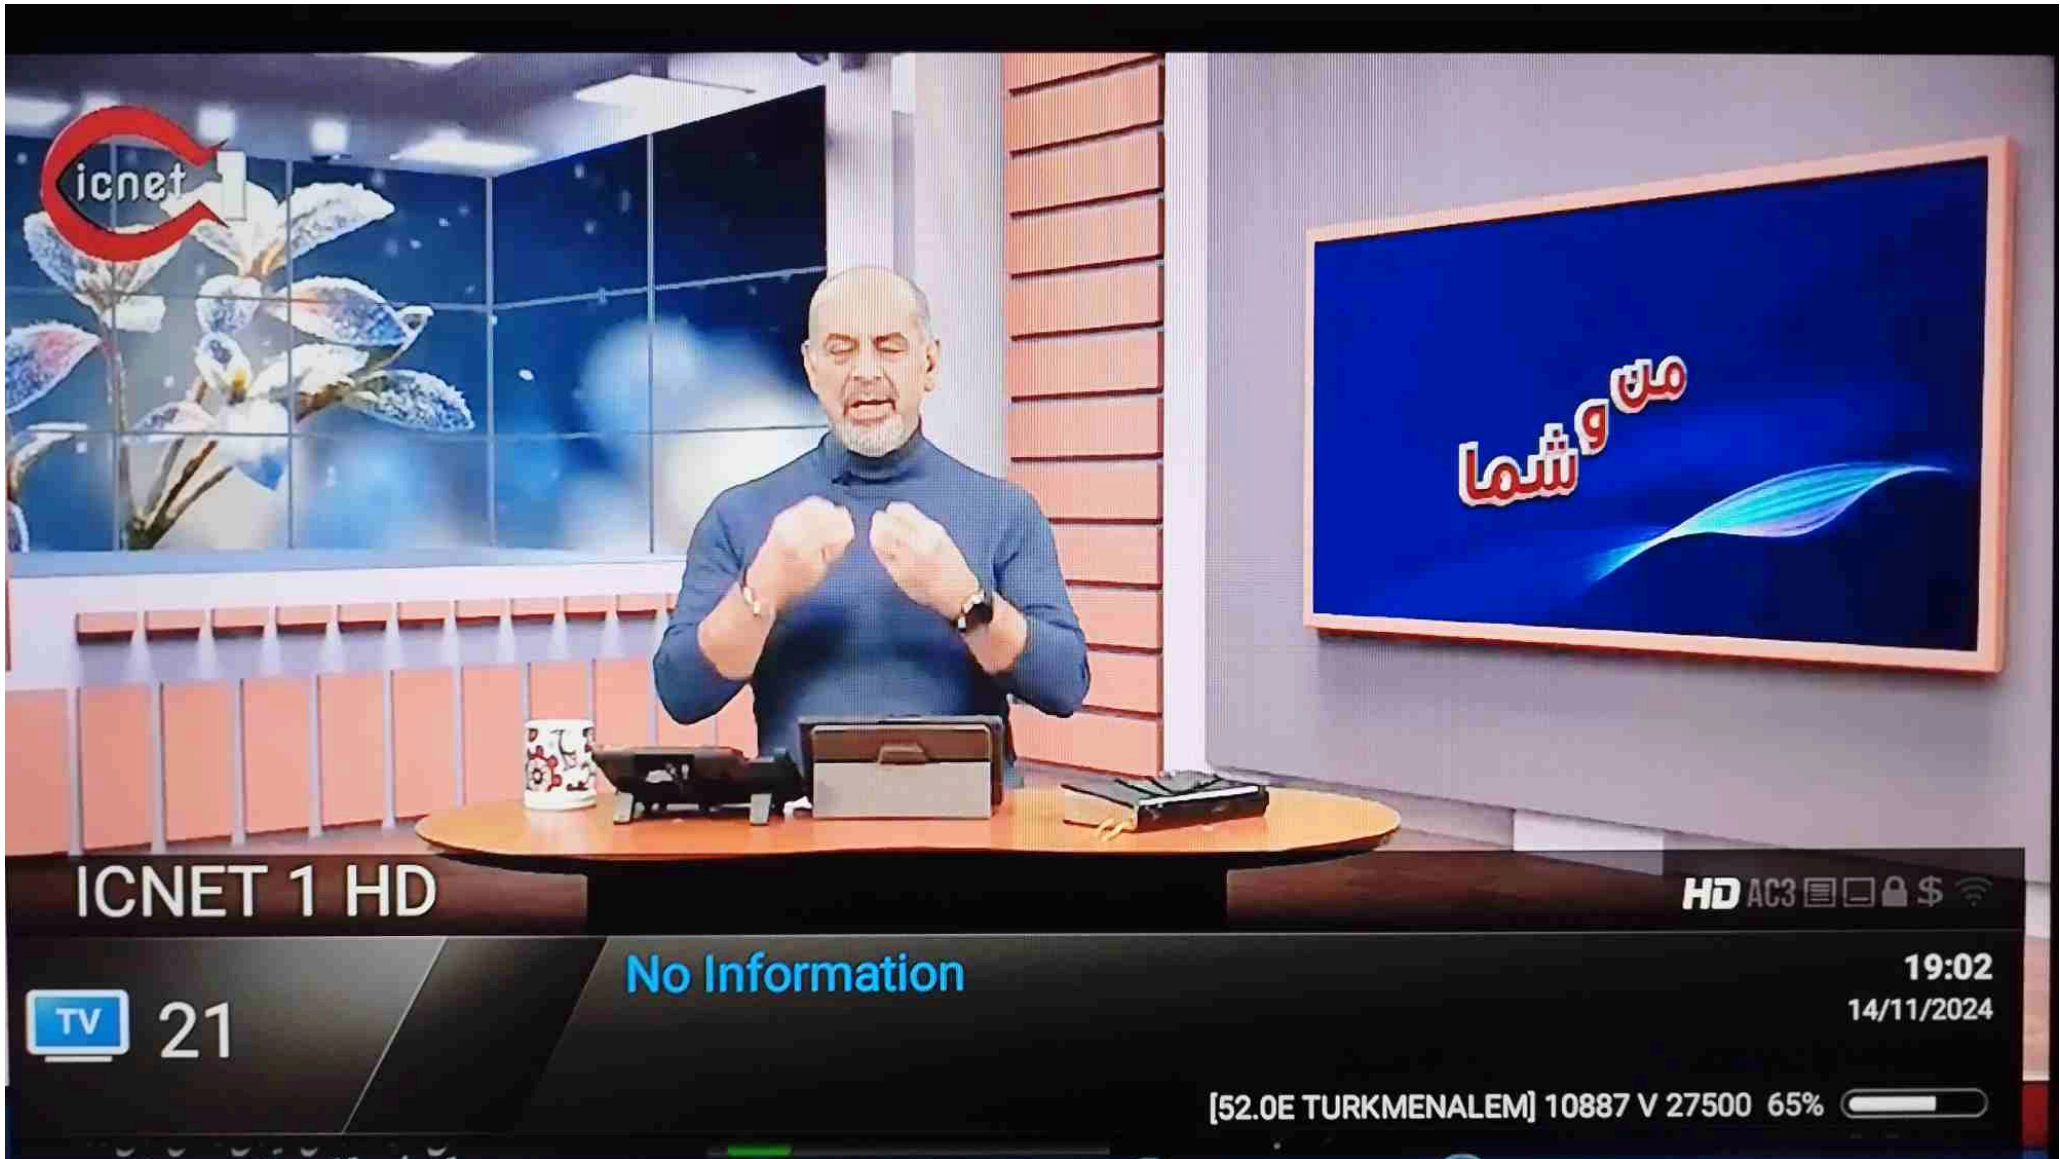 icnet 1
من و شما
ICNET 1 HD
HD AC3 $
No Information
19:02
TV 21
14/11/2024
[52.0E TURKMENALEM] 10887 V 27500 65%